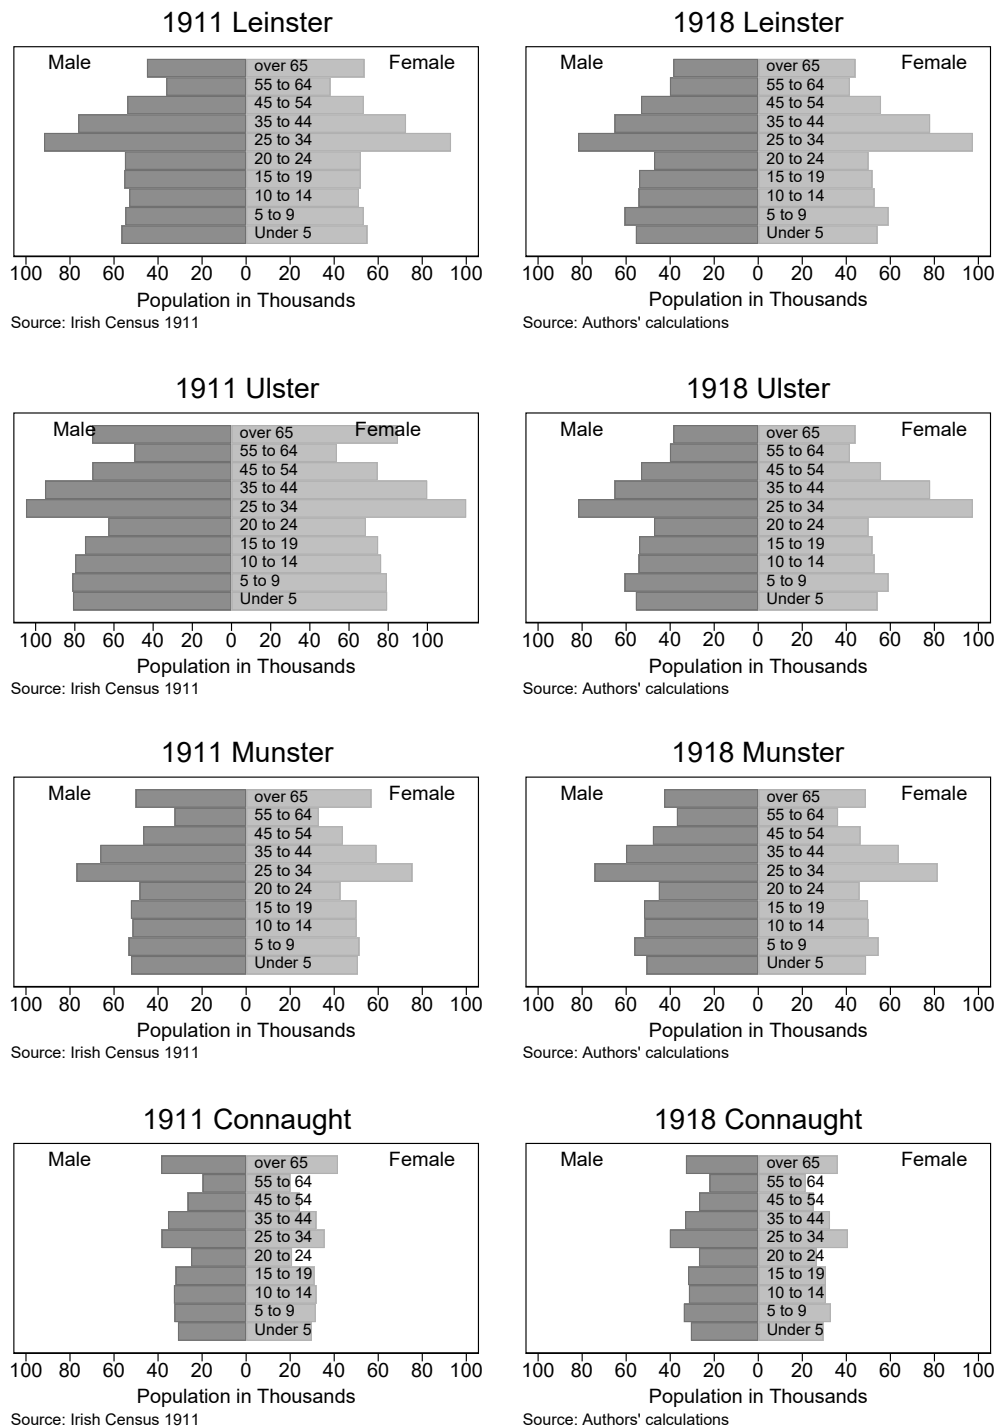 1911 Leinster
Male Female
over 65
55 to 64
45 to 54
35 to 44
25 to 34
20 to 24
15 to 19
10 to 14
5 to 9
Under 5
100 80 60 40 20 0 20 40 60 80 100
Population in Thousands
Source: Irish Census 1911
1918 Leinster
Male Female
over 65
55 to 64
45 to 54
35 to 44
25 to 34
20 to 24
15 to 19
10 to 14
5 to 9
Under 5
100 80 60 40 20 0 20 40 60 80 100
Population in Thousands
Source: Authors' calculations
1911 Ulster
Male Female
over 65
55 to 64
45 to 54
35 to 44
25 to 34
20 to 24
15 to 19
10 to 14
5 to 9
Under 5
100 80 60 40 20 0 20 40 60 80 100
Population in Thousands
Source: Irish Census 1911
1918 Ulster
Male Female
over 65
55 to 64
45 to 54
35 to 44
25 to 34
20 to 24
15 to 19
10 to 14
5 to 9
Under 5
100 80 60 40 20 0 20 40 60 80 100
Population in Thousands
Source: Authors' calculations
1911 Munster
Male Female
over 65
55 to 64
45 to 54
35 to 44
25 to 34
20 to 24
15 to 19
10 to 14
5 to 9
Under 5
100 80 60 40 20 0 20 40 60 80 100
Population in Thousands
Source: Irish Census 1911
1918 Munster
Male Female
over 65
55 to 64
45 to 54
35 to 44
25 to 34
20 to 24
15 to 19
10 to 14
5 to 9
Under 5
100 80 60 40 20 0 20 40 60 80 100
Population in Thousands
Source: Authors' calculations
1911 Connaught
Male Female
over 65
55 to 64
45 to 54
35 to 44
25 to 34
20 to 24
15 to 19
10 to 14
5 to 9
Under 5
100 80 60 40 20 0 20 40 60 80 100
Population in Thousands
Source: Irish Census 1911
1918 Connaught
Male Female
over 65
55 to 64
45 to 54
35 to 44
25 to 34
20 to 24
15 to 19
10 to 14
5 to 9
Under 5
100 80 60 40 20 0 20 40 60 80 100
Population in Thousands
Source: Authors' calculations